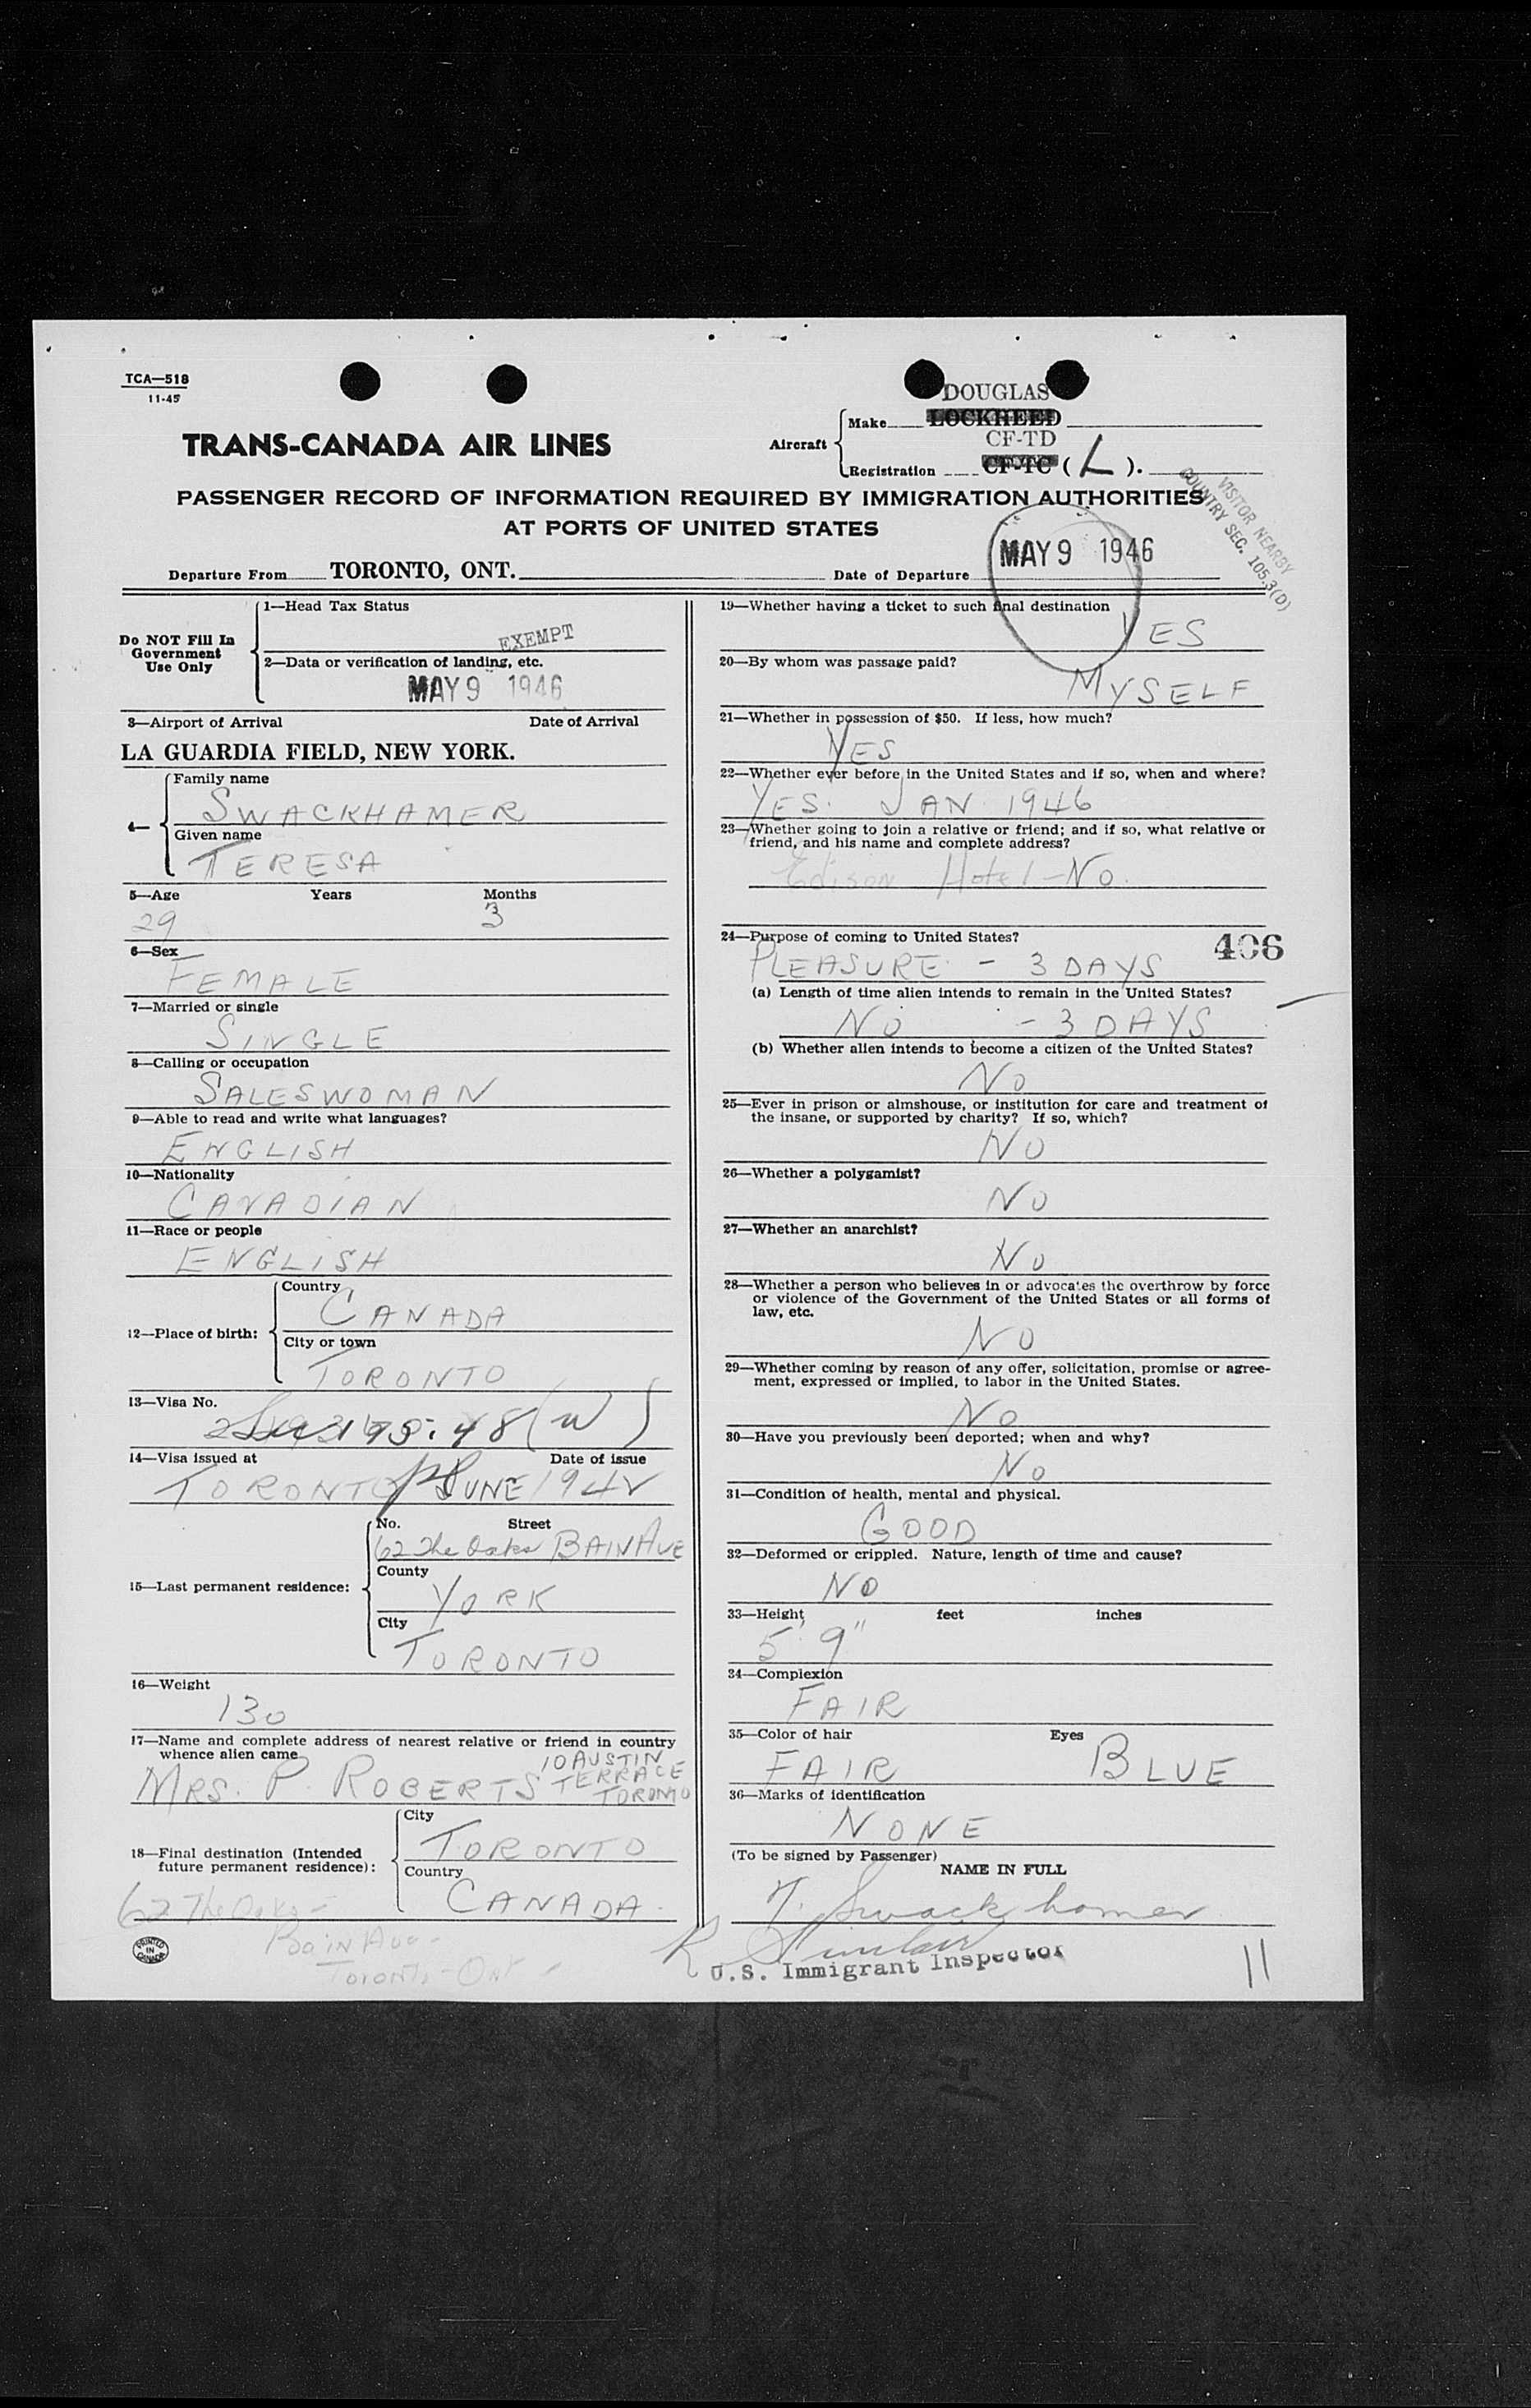 TCA—518
11-45
DOUGLAS
TRANS-CANADA AIR LINES
Aircraft
Make LOCKHEED
CF-TD
Registration CF-TC ( L ).
PASSENGER RECORD OF INFORMATION REQUIRED BY IMMIGRATION AUTHORITIES
AT PORTS OF UNITED STATES
VISITOR NEARBY
COUNTRY SEC. 105.3(D)
Departure From TORONTO, ONT. Date of Departure MAY 9 1946
Do NOT Fill In
Government
Use Only
1—Head Tax Status
EXEMPT
2—Data or verification of landing, etc.
MAY 9 1946
3—Airport of Arrival Date of Arrival
LA GUARDIA FIELD, NEW YORK.
4—
Family name
SWACKHAMER
Given name
TERESA
5—Age Years Months
29 3
6—Sex
FEMALE
7—Married or single
SINGLE
8—Calling or occupation
SALESWOMAN
9—Able to read and write what languages?
ENGLISH
10—Nationality
CANADIAN
11—Race or people
ENGLISH
12—Place of birth:
Country
CANADA
City or town
TORONTO
13—Visa No.
48 (w)
14—Visa issued at Date of issue
TORONTO JUNE 194
15—Last permanent residence:
No. Street
62 The Oaks BAIN AVE
County
YORK
City
TORONTO
16—Weight
130
17—Name and complete address of nearest relative or friend in country
whence alien came
MRS. P. ROBERTS 10 AUSTIN
TERRACE
TORONTO
18—Final destination (Intended
future permanent residence):
City
TORONTO
Country
CANADA.
62 The Oaks -
Bain Ave -
Toronto - Ont -
PRINTED
IN
CANADA
19—Whether having a ticket to such final destination
YES
20—By whom was passage paid?
MYSELF
21—Whether in possession of $50. If less, how much?
YES
22—Whether ever before in the United States and if so, when and where?
YES. JAN. 1946
23—Whether going to join a relative or friend; and if so, what relative or
friend, and his name and complete address?
Edison Hotel - No.
24—Purpose of coming to United States?
406
PLEASURE - 3 DAYS
(a) Length of time alien intends to remain in the United States?
No - 3 DAYS
(b) Whether alien intends to become a citizen of the United States?
No
25—Ever in prison or almshouse, or institution for care and treatment of
the insane, or supported by charity? If so, which?
No
26—Whether a polygamist?
No
27—Whether an anarchist?
No
28—Whether a person who believes in or advocates the overthrow by force
or violence of the Government of the United States or all forms of
law, etc.
No
29—Whether coming by reason of any offer, solicitation, promise or agree-
ment, expressed or implied, to labor in the United States.
No
30—Have you previously been deported; when and why?
No
31—Condition of health, mental and physical.
GOOD
32—Deformed or crippled. Nature, length of time and cause?
NO
33—Height feet inches
5' 9"
34—Complexion
FAIR
35—Color of hair Eyes
FAIR BLUE
36—Marks of identification
NONE
(To be signed by Passenger)
NAME IN FULL
T. Swackhamer
R Sinclair
U.S. Immigrant Inspector
11